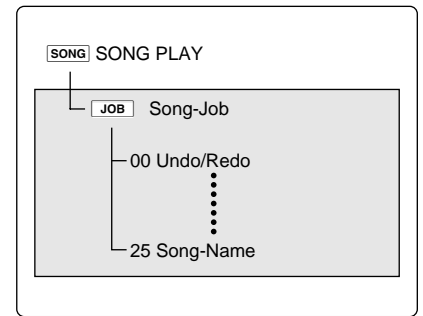 SONG SONG PLAY
JOB Song-Job
00 Undo/Redo
25 Song-Name